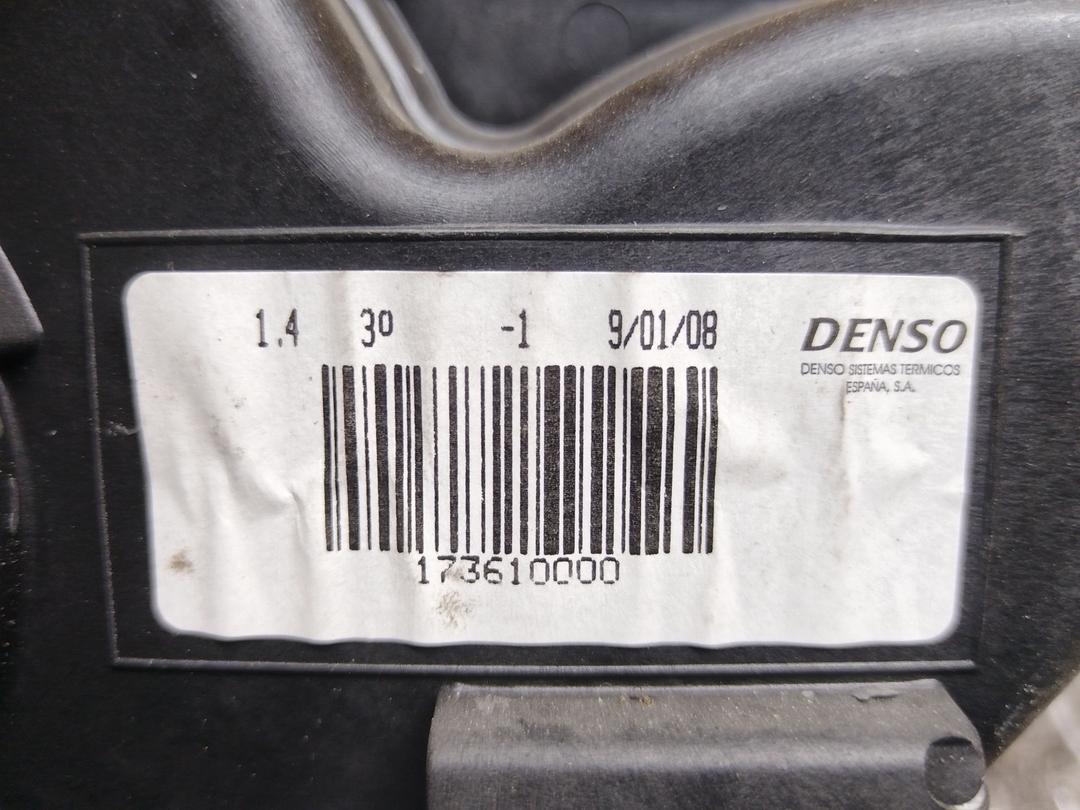 1.4 3º -1 9/01/08
DENSO
DENSO SISTEMAS TERMICOS
ESPAÑA, S.A.
173610000